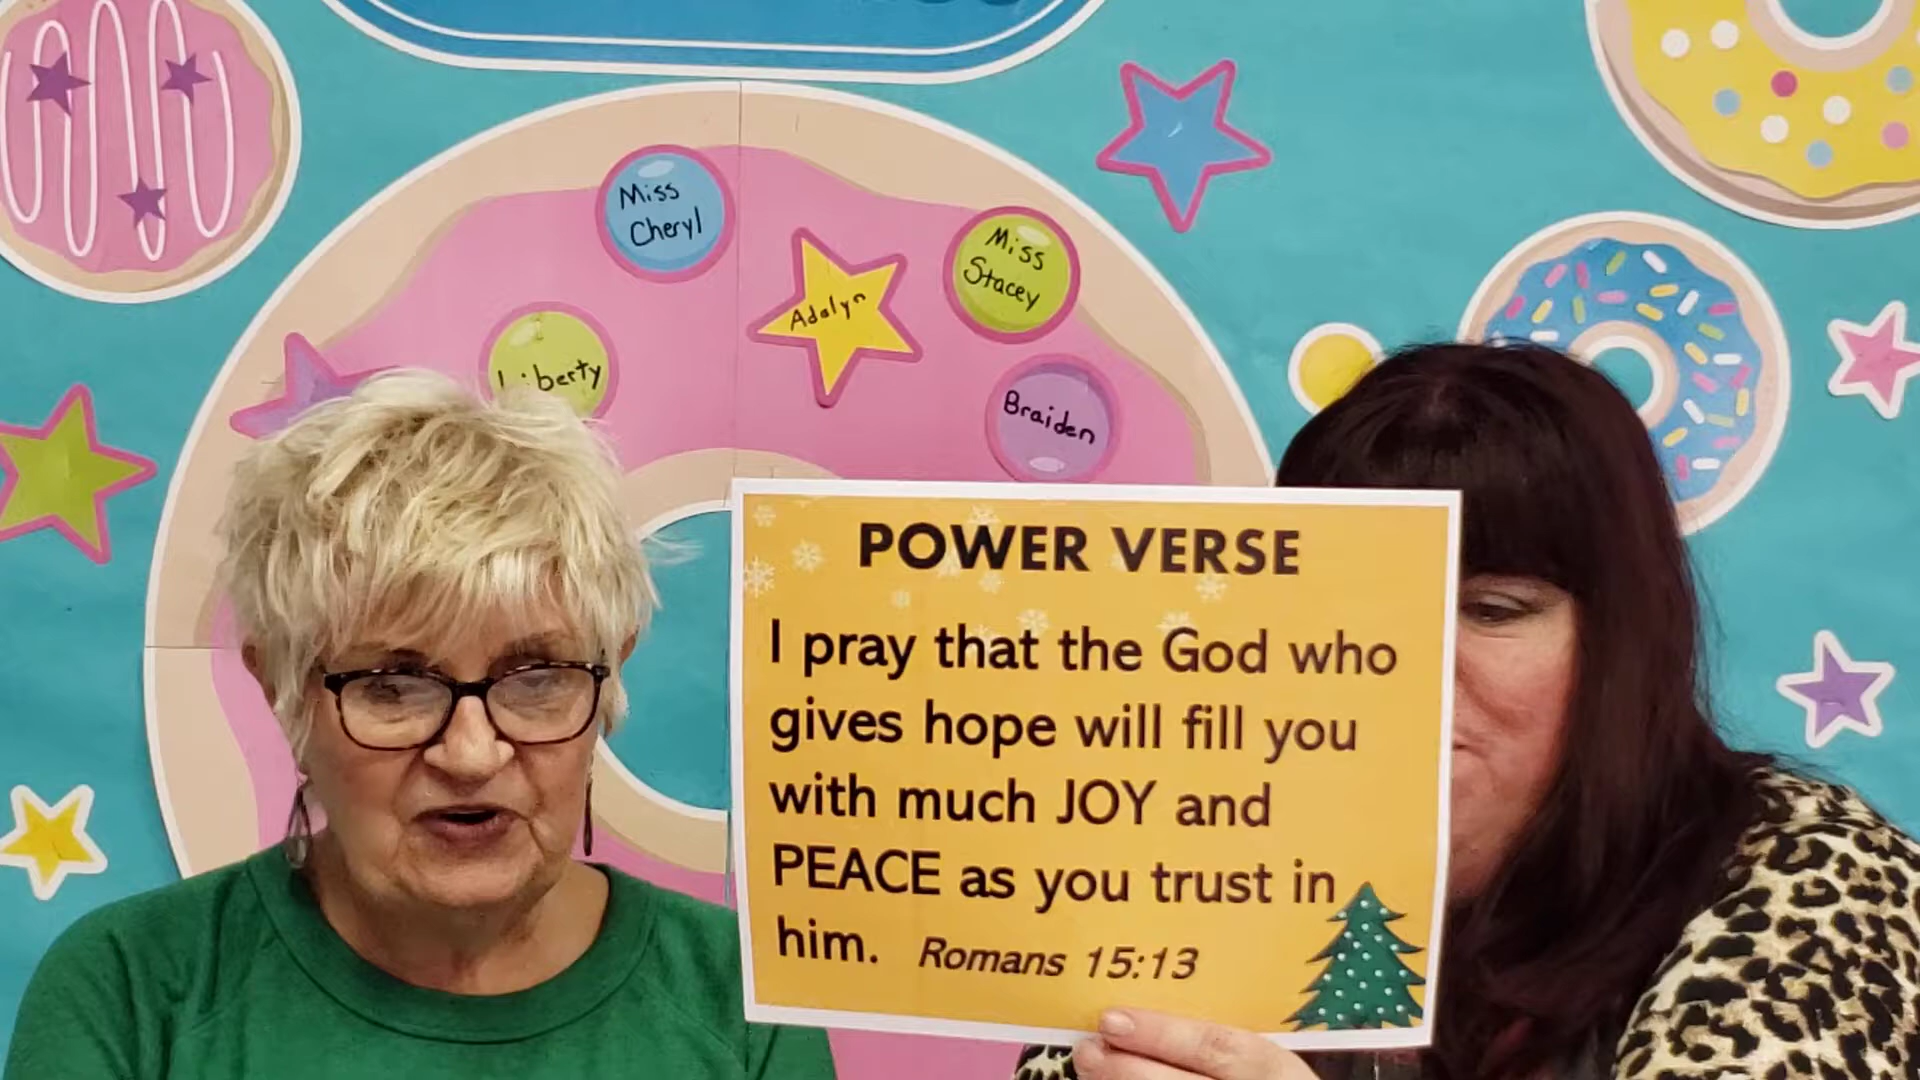 Miss
Cheryl
Adalyn
Miss
Stacey
Liberty
Braiden
POWER VERSE
I pray that the God who
gives hope will fill you
with much JOY and
PEACE as you trust in
him. Romans 15:13